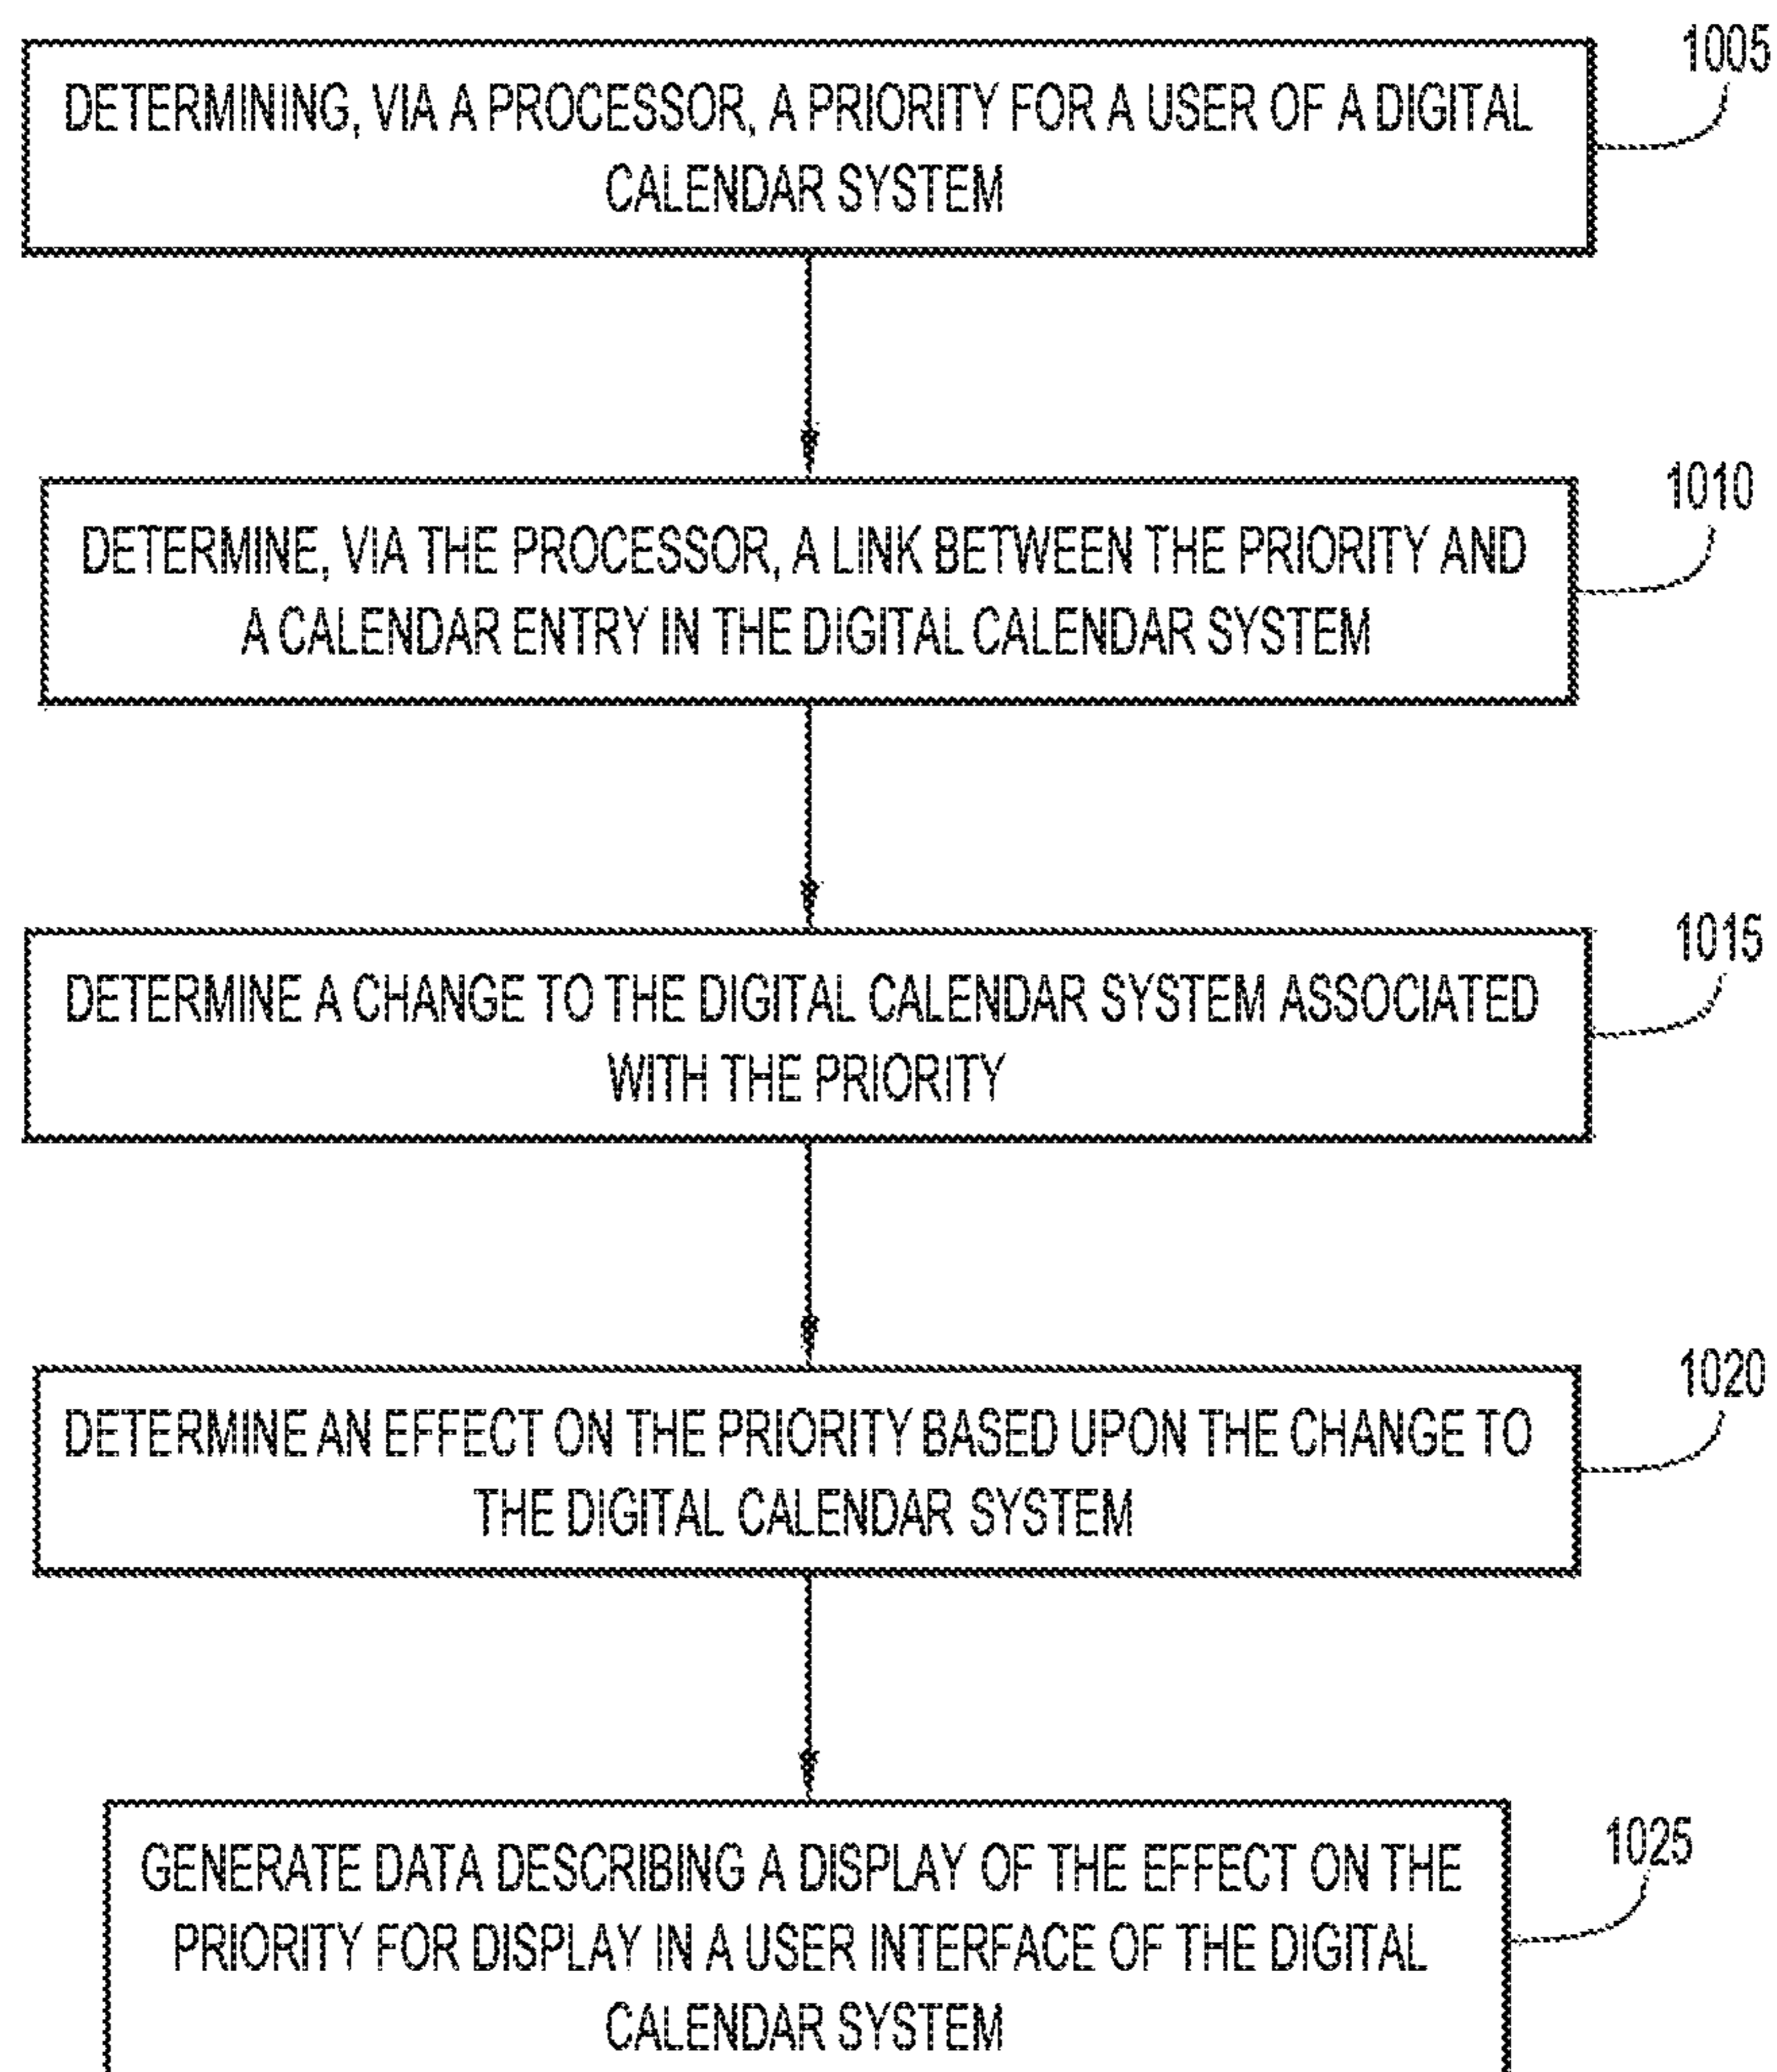 1005
DETERMINING, VIA A PROCESSOR, A PRIORITY FOR A USER OF A DIGITAL
CALENDAR SYSTEM
1010
DETERMINE, VIA THE PROCESSOR, A LINK BETWEEN THE PRIORITY AND
A CALENDAR ENTRY IN THE DIGITAL CALENDAR SYSTEM
1015
DETERMINE A CHANGE TO THE DIGITAL CALENDAR SYSTEM ASSOCIATED
WITH THE PRIORITY
1020
DETERMINE AN EFFECT ON THE PRIORITY BASED UPON THE CHANGE TO
THE DIGITAL CALENDAR SYSTEM
1025
GENERATE DATA DESCRIBING A DISPLAY OF THE EFFECT ON THE
PRIORITY FOR DISPLAY IN A USER INTERFACE OF THE DIGITAL
CALENDAR SYSTEM